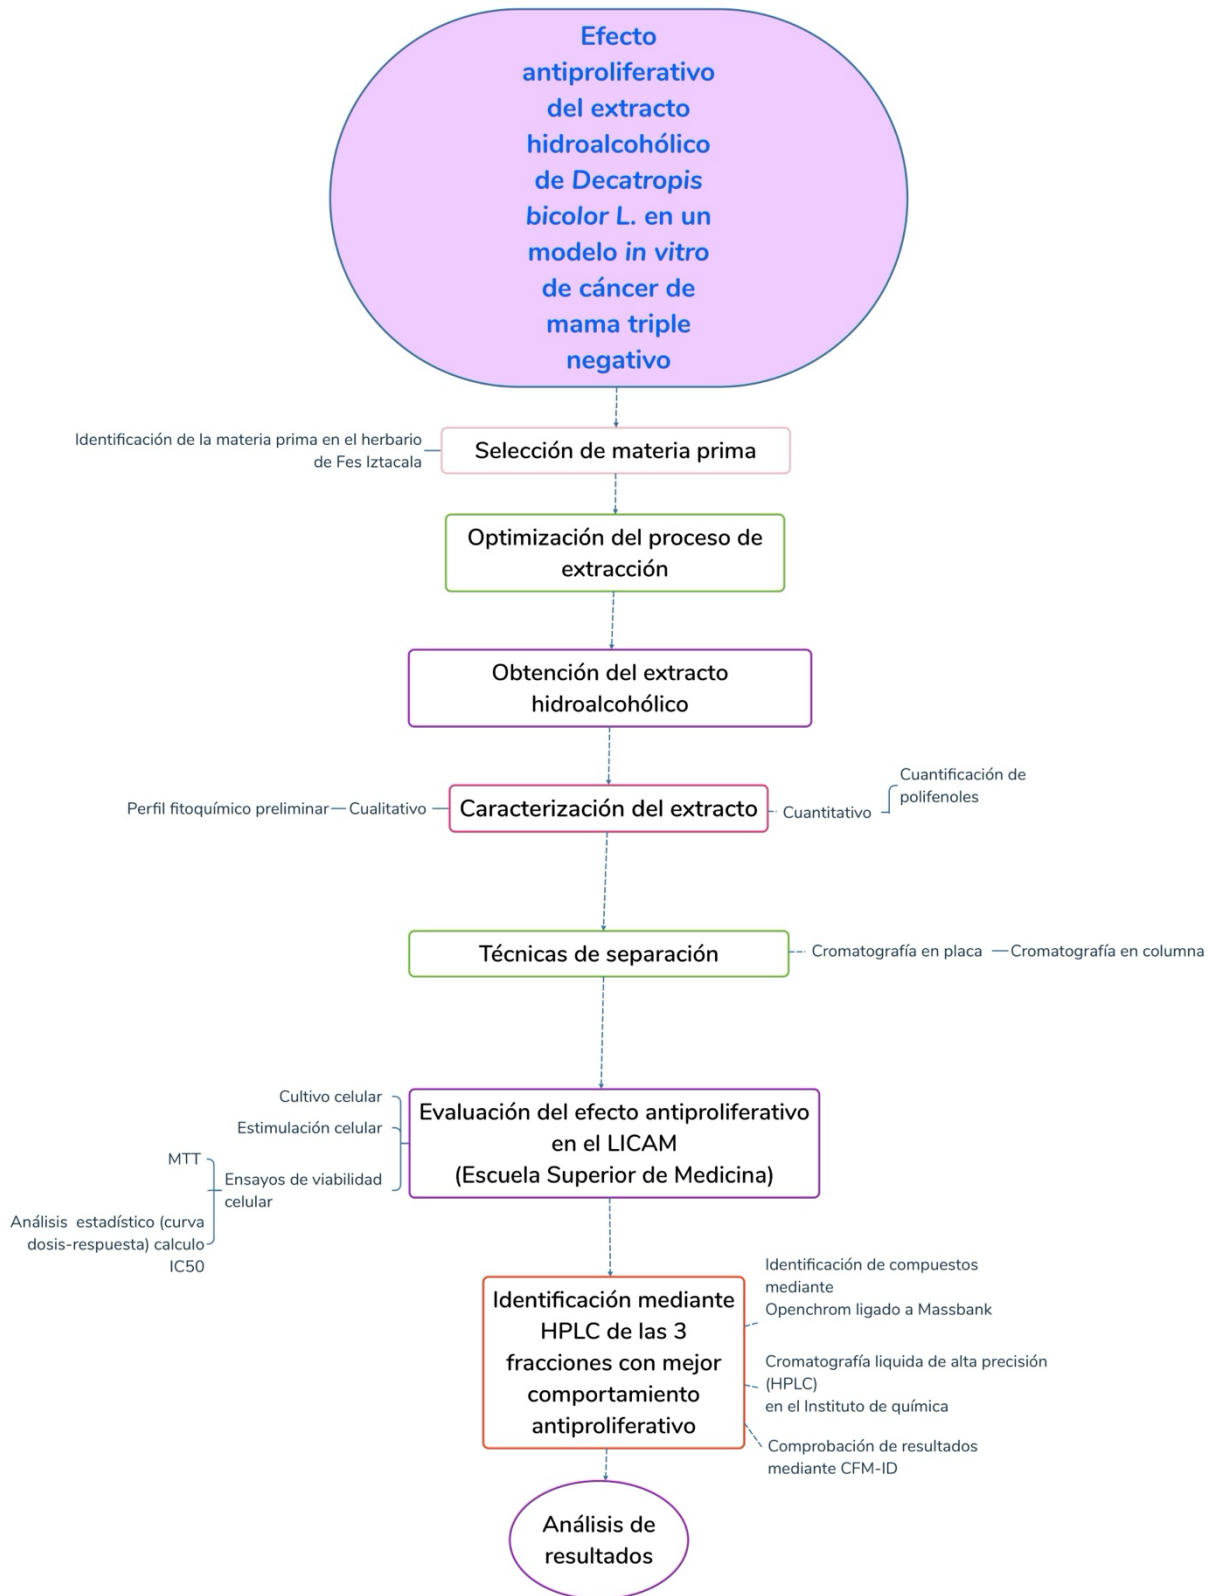 Efecto
antiproliferativo
del extracto
hidroalcohólico
de Decatropis
bicolor L. en un
modelo in vitro
de cáncer de
mama triple
negativo
Identificación de la materia prima en el herbario
de Fes Iztacala
Selección de materia prima
Optimización del proceso de
extracción
Obtención del extracto
hidroalcohólico
Perfil fitoquímico preliminar
Cualitativo
Caracterización del extracto
Cuantitativo
Cuantificación de
polifenoles
Técnicas de separación
Cromatografía en placa
Cromatografía en columna
Evaluación del efecto antiproliferativo
en el LICAM
(Escuela Superior de Medicina)
Cultivo celular
Estimulación celular
Ensayos de viabilidad
celular
MTT
Análisis estadístico (curva
dosis-respuesta) calculo
IC50
Identificación mediante
HPLC de las 3
fracciones con mejor
comportamiento
antiproliferativo
Identificación de compuestos
mediante
Openchrom ligado a Massbank
Cromatografía liquida de alta precisión
(HPLC)
en el Instituto de química
Comprobación de resultados
mediante CFM-ID
Análisis de
resultados